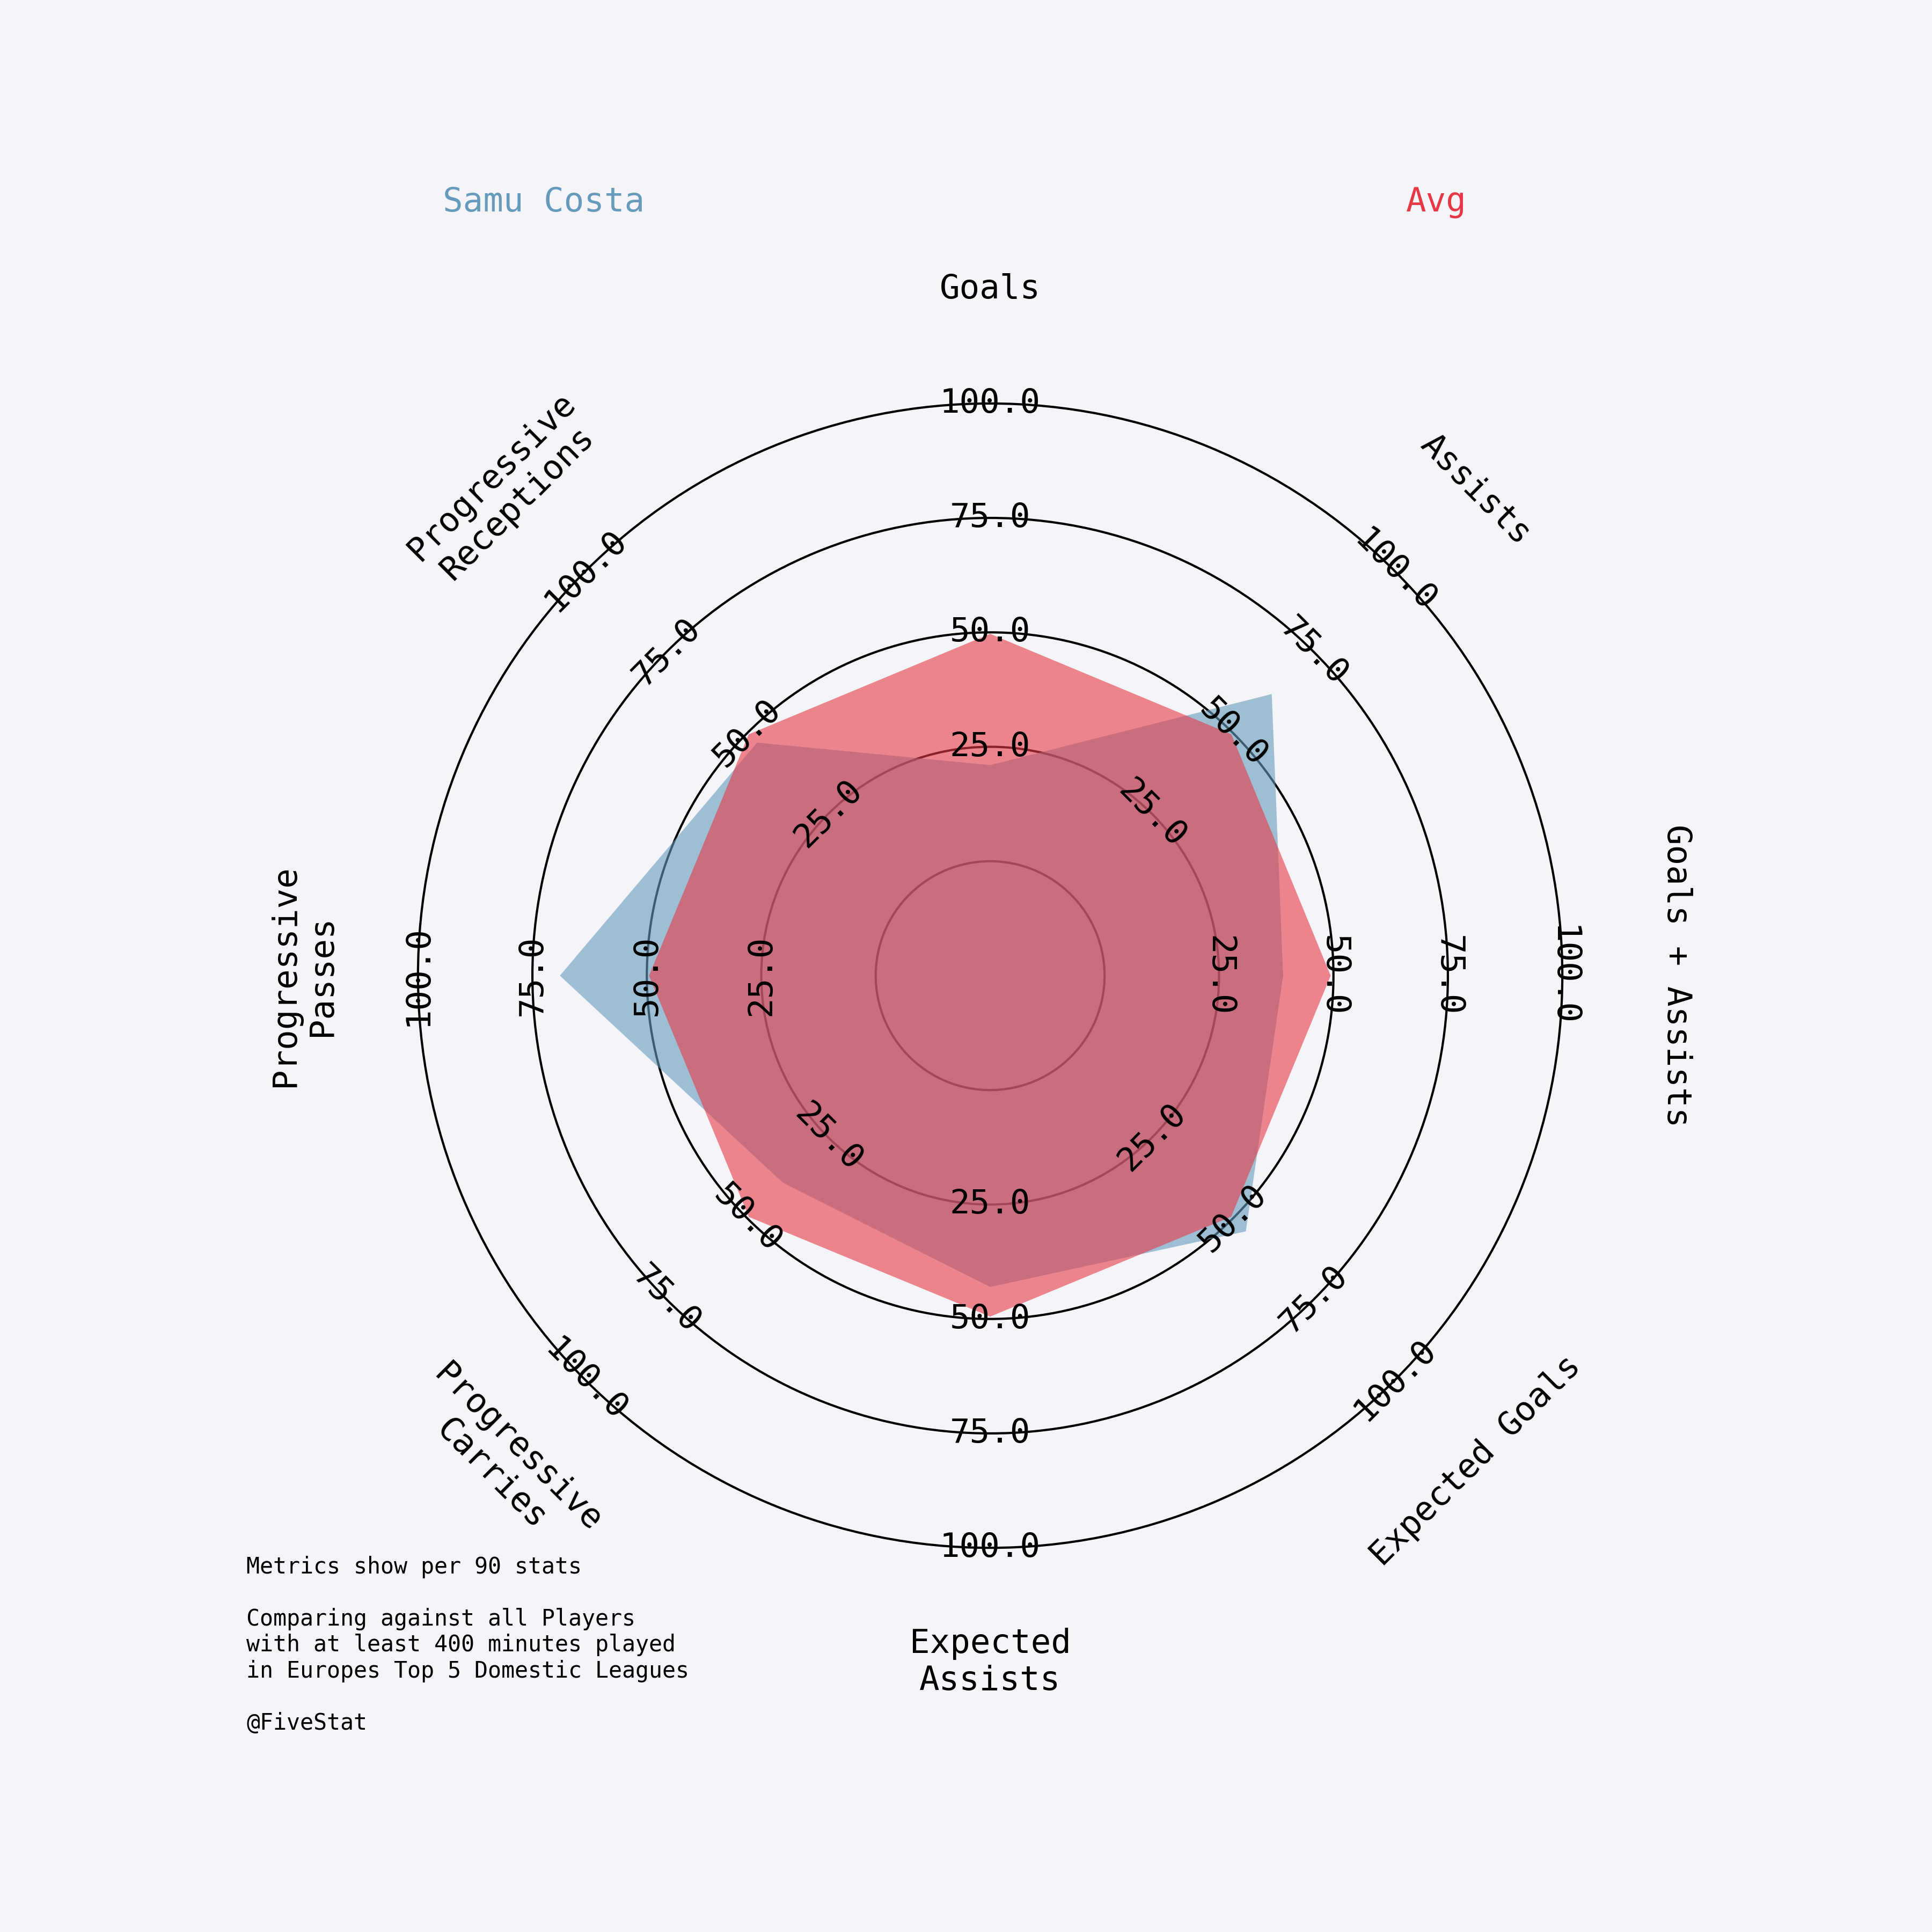 Samu Costa
Avg
Goals
Assists
Goals + Assists
Expected Goals
Expected
Assists
Progressive
Carries
Progressive
Passes
Progressive
Receptions
25.0
50.0
75.0
100.0
25.0
50.0
75.0
100.0
25.0
50.0
75.0
100.0
25.0
50.0
75.0
100.0
25.0
50.0
75.0
100.0
25.0
50.0
75.0
100.0
25.0
50.0
75.0
100.0
25.0
50.0
75.0
100.0
Metrics show per 90 stats
Comparing against all Players
with at least 400 minutes played
in Europes Top 5 Domestic Leagues
@FiveStat